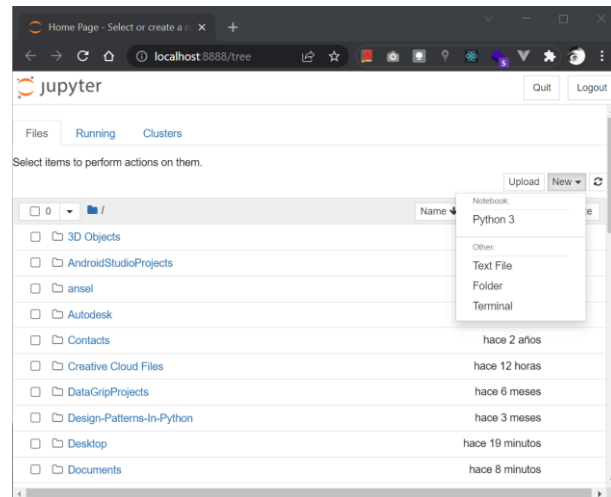 Home Page - Select or create a n
localhost:8888/tree
5
jupyter
Quit
Logout
Files
Running
Clusters
Select items to perform actions on them.
Upload
New
0
/
Name
Notebook:
Python 3
Other:
Text File
Folder
Terminal
3D Objects
AndroidStudioProjects
ansel
Autodesk
Contacts
hace 2 años
Creative Cloud Files
hace 12 horas
DataGripProjects
hace 6 meses
Design-Patterns-In-Python
hace 3 meses
Desktop
hace 19 minutos
Documents
hace 8 minutos